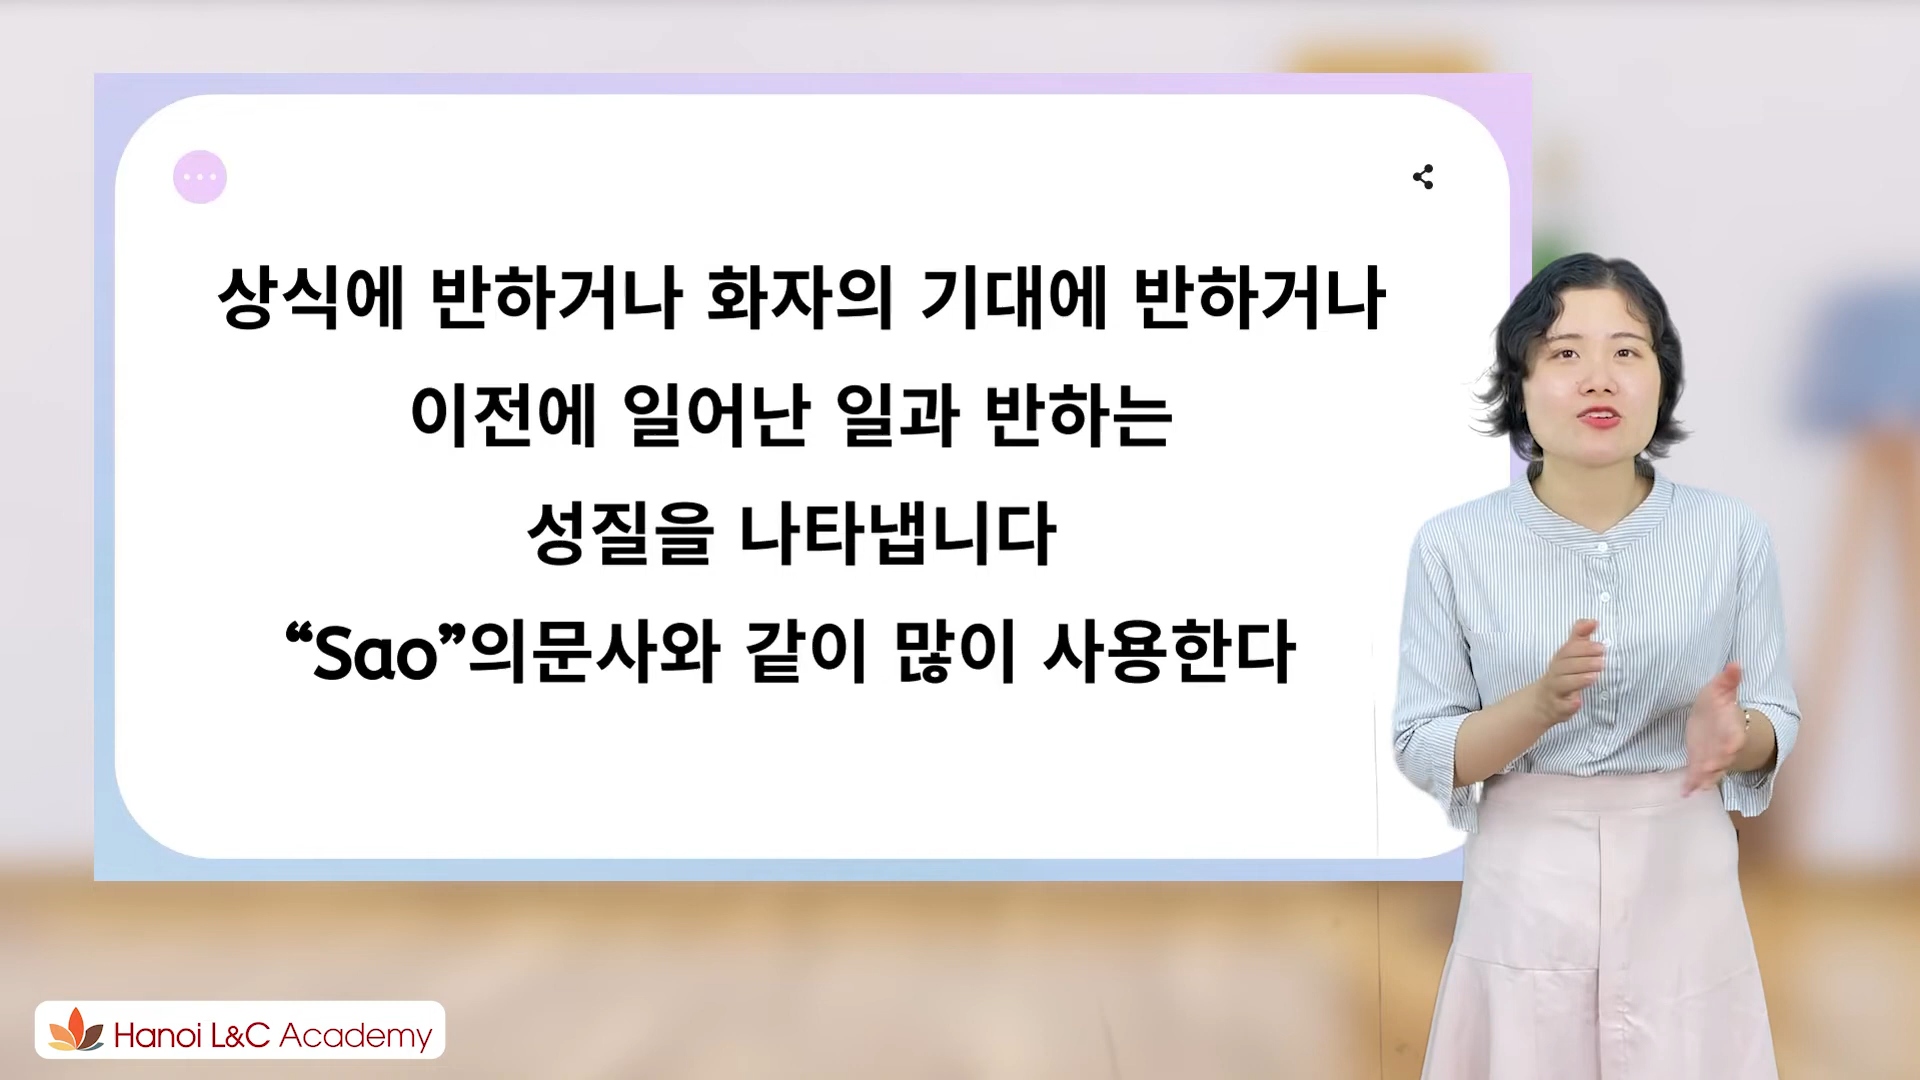 상식에 반하거나 화자의 기대에 반하거나
이전에 일어난 일과 반하는
성질을 나타냅니다
“Sao”의문사와 같이 많이 사용한다
Hanoi L&C Academy